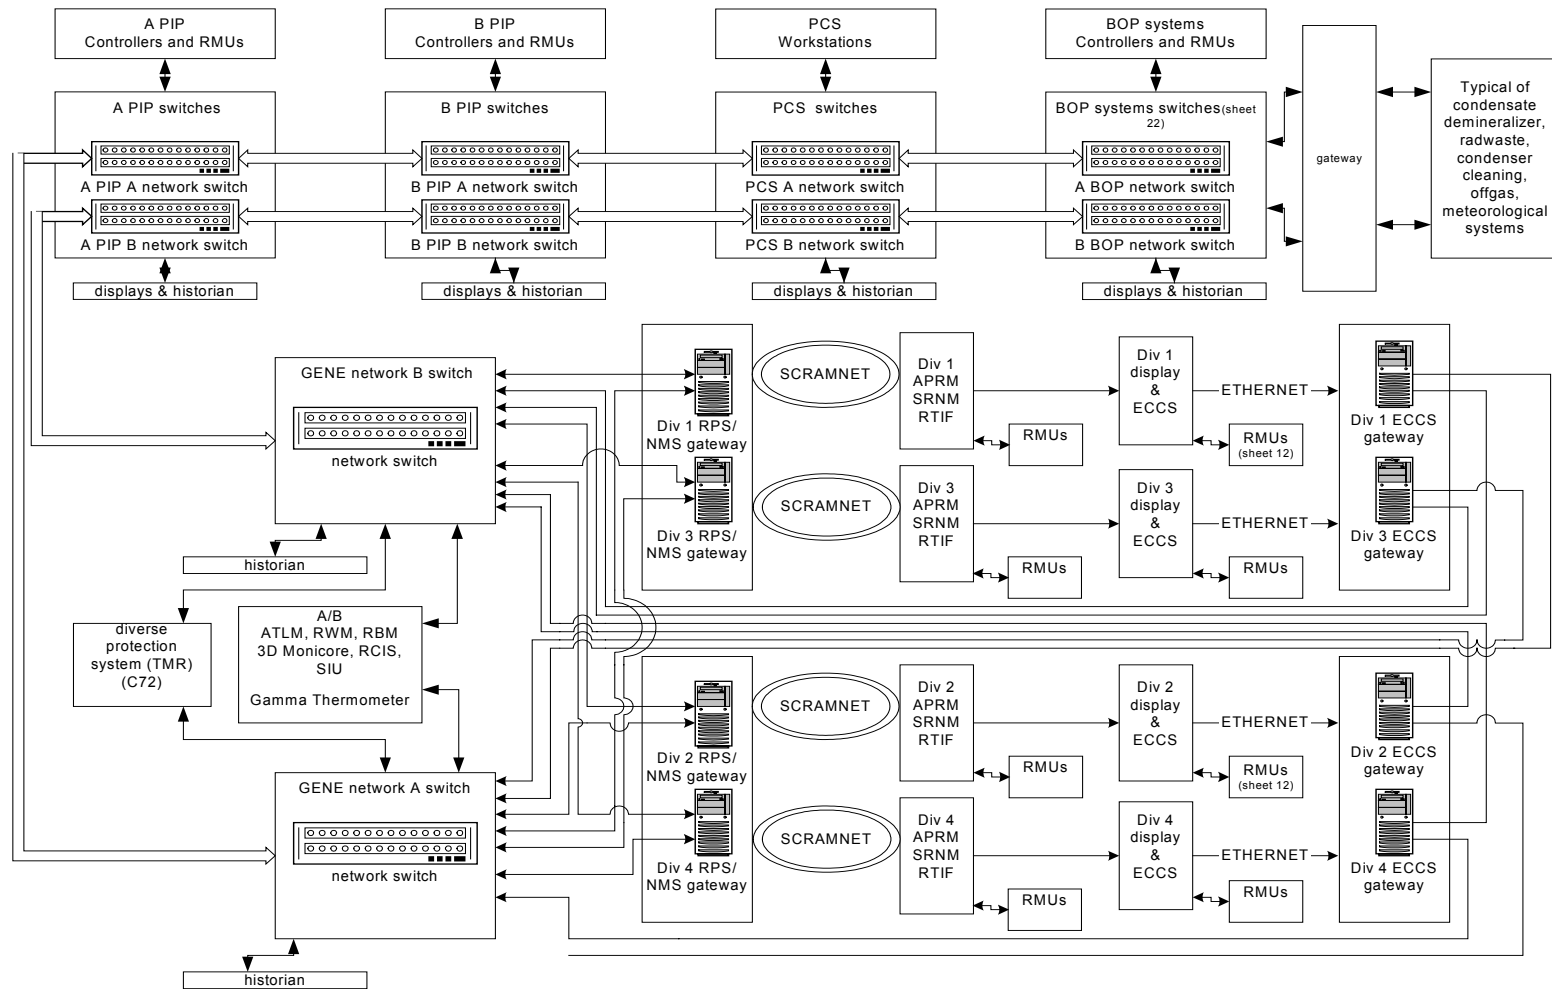 A PIP
Controllers and RMUs
B PIP
Controllers and RMUs
PCS
Workstations
BOP systems
Controllers and RMUs
A PIP switches
B PIP switches
PCS switches
BOP systems switches(sheet
22)
A PIP A network switch
B PIP A network switch
PCS A network switch
A BOP network switch
A PIP B network switch
B PIP B network switch
PCS B network switch
B BOP network switch
gateway
Typical of
condensate
demineralizer,
radwaste,
condenser
cleaning,
offgas,
meteorological
systems
displays & historian
displays & historian
displays & historian
displays & historian
GENE network B switch
network switch
historian
Div 1 RPS/
NMS gateway
SCRAMNET
Div 1
APRM
SRNM
RTIF
RMUs
Div 1
display
&
ECCS
ETHERNET
RMUs
(sheet 12)
Div 1 ECCS
gateway
Div 3 RPS/
NMS gateway
SCRAMNET
Div 3
APRM
SRNM
RTIF
RMUs
Div 3
display
&
ECCS
ETHERNET
RMUs
Div 3 ECCS
gateway
diverse
protection
system (TMR)
(C72)
A/B
ATLM, RWM, RBM
3D Monicore, RCIS,
SIU
Gamma Thermometer
GENE network A switch
network switch
historian
Div 2 RPS/
NMS gateway
SCRAMNET
Div 2
APRM
SRNM
RTIF
RMUs
Div 2
display
&
ECCS
ETHERNET
RMUs
(sheet 12)
Div 2 ECCS
gateway
Div 4 RPS/
NMS gateway
SCRAMNET
Div 4
APRM
SRNM
RTIF
RMUs
Div 4
display
&
ECCS
ETHERNET
RMUs
Div 4 ECCS
gateway